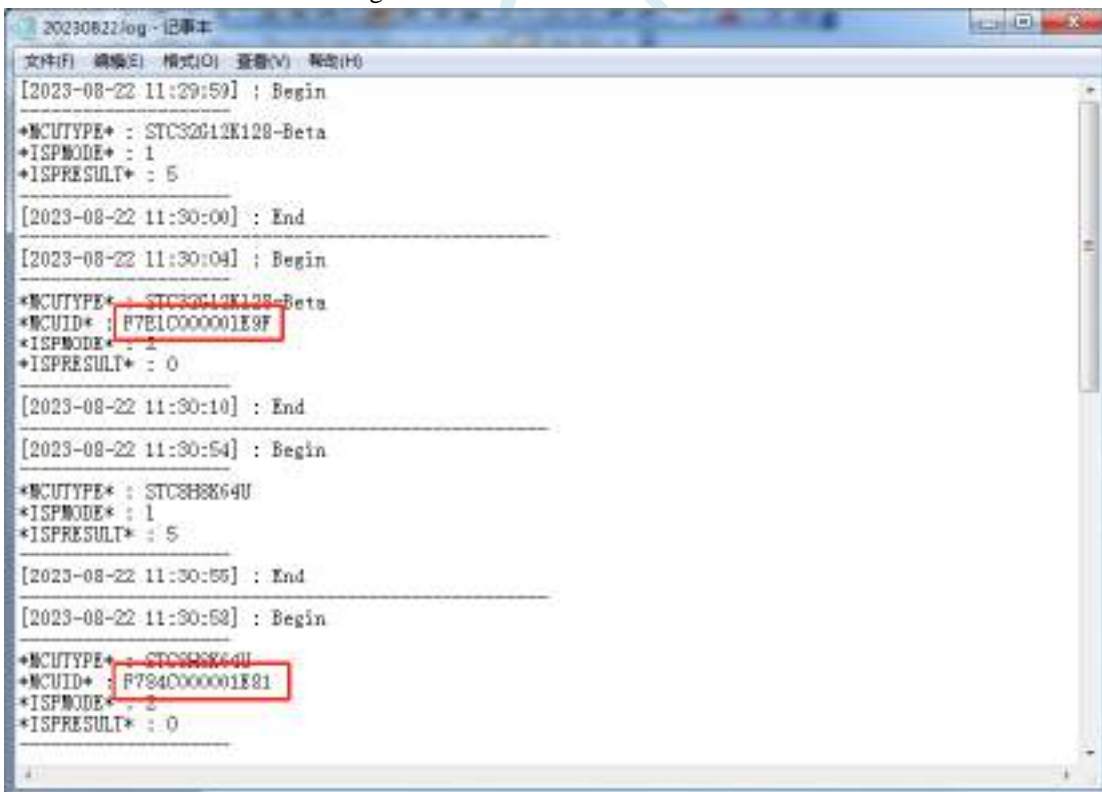 20230822.log - 记事本
文件(F) 编辑(E) 格式(O) 查看(V) 帮助(H)
[2023-08-22 11:29:59] : Begin
*MCUTYPE* : STC32G12K128-Beta
*ISPMODE* : 1
*ISPRESULT* : 5
[2023-08-22 11:30:00] : End
[2023-08-22 11:30:04] : Begin
*MCUTYPE* : STC32G12K128-Beta
*MCUID* : F7E1C000001E9F
*ISPMODE* : 2
*ISPRESULT* : 0
[2023-08-22 11:30:10] : End
[2023-08-22 11:30:54] : Begin
*MCUTYPE* : STC8H8K64U
*ISPMODE* : 1
*ISPRESULT* : 5
[2023-08-22 11:30:55] : End
[2023-08-22 11:30:58] : Begin
*MCUTYPE* : STC8H8K64U
*MCUID* : F784C000001E81
*ISPMODE* : 2
*ISPRESULT* : 0